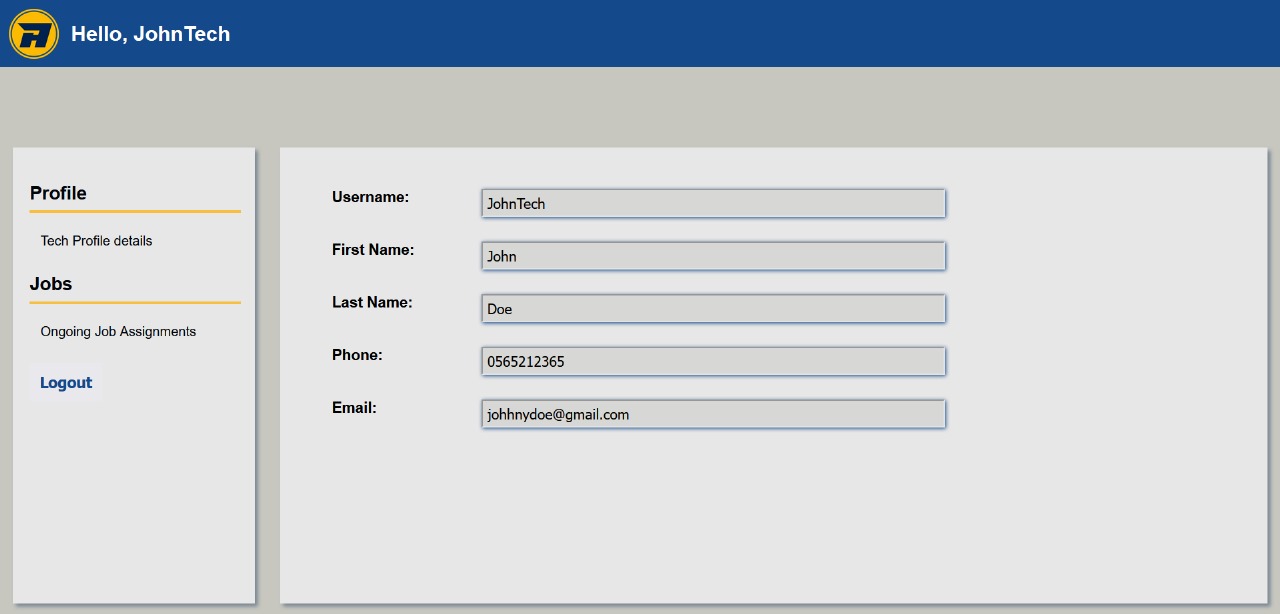 Hello, JohnTech
Profile
Tech Profile details
Jobs
Ongoing Job Assignments
Logout
Username: JohnTech
First Name: John
Last Name: Doe
Phone: 0565212365
Email: johhnydoe@gmail.com